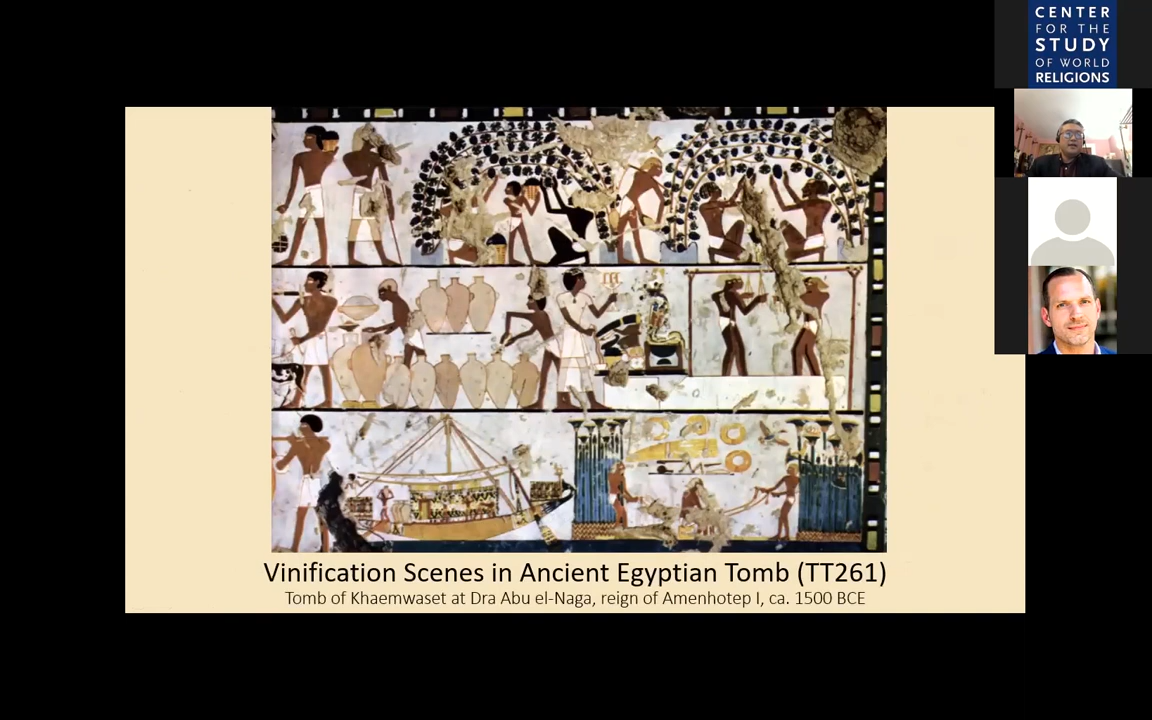 CENTER
FOR THE
STUDY
OF WORLD
RELIGIONS
Vinification Scenes in Ancient Egyptian Tomb (TT261)
Tomb of Khaemwaset at Dra Abu el-Naga, reign of Amenhotep I, ca. 1500 BCE